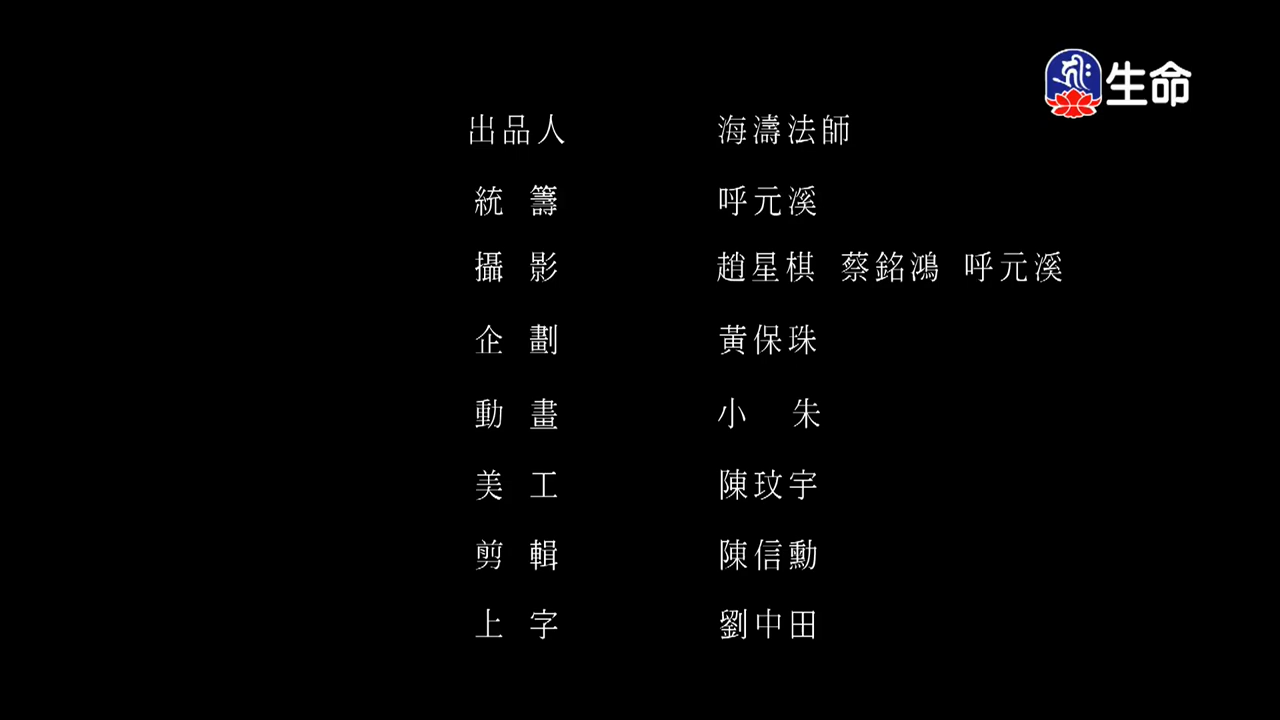 生命
出品人 海濤法師
統 籌 呼元溪
攝 影 趙星棋 蔡銘鴻 呼元溪
企 劃 黃保珠
動 畫 小 朱
美 工 陳玟宇
剪 輯 陳信勳
上 字 劉中田